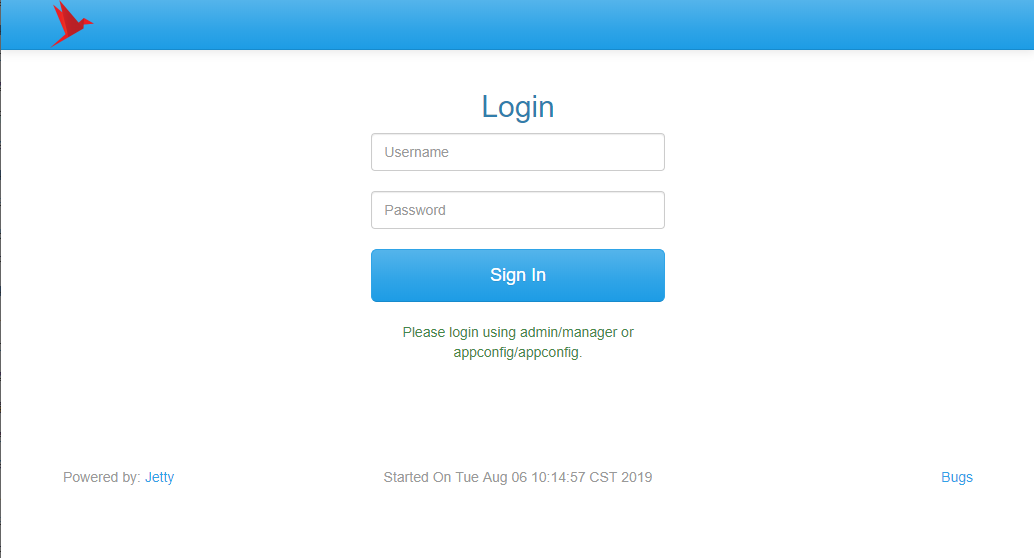 Login
Username
Password
Sign In
Please login using admin/manager or
appconfig/appconfig.
Powered by: Jetty
Started On Tue Aug 06 10:14:57 CST 2019
Bugs